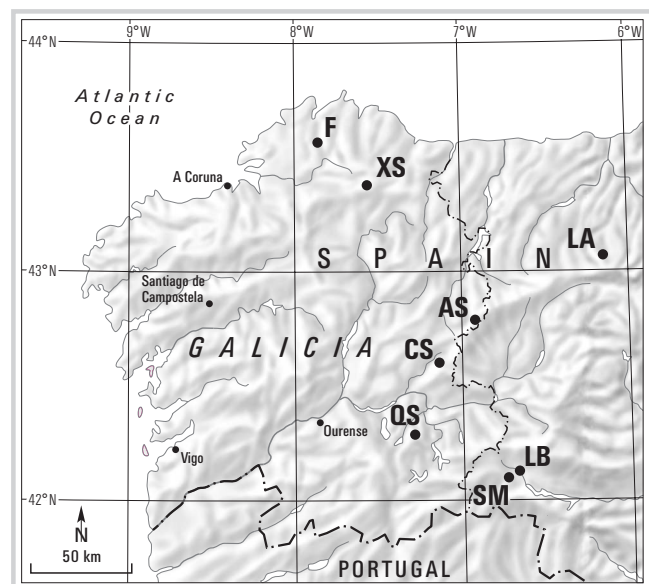 9°W 8°W 7°W 6°W
44°N
Atlantic
Ocean
F
XS
A Coruna
LA
43°N
S P A I N
Santiago de
Campostela
AS
GALICIA
CS
QS
Ourense
Vigo
LB
SM
42°N
N
50 km
PORTUGAL